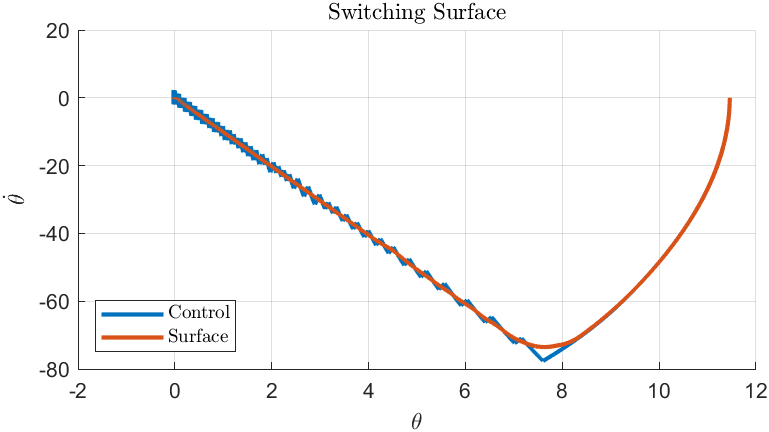 Switching Surface
20
0
-20
-40
-60
-80
θ̇
Control
Surface
-2
0
2
4
6
8
10
12
θ